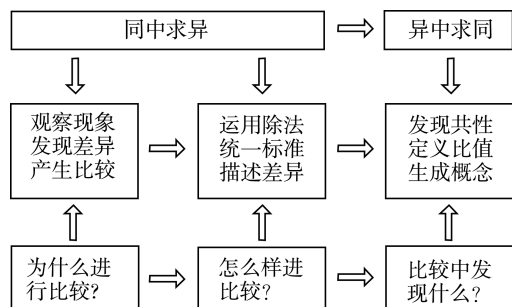 同中求异
异中求同
观察现象
发现差异
产生比较
运用除法
统一标准
描述差异
发现共性
定义比值
生成概念
为什么进
行比较?
怎么样进
比较?
比较中发
现什么?